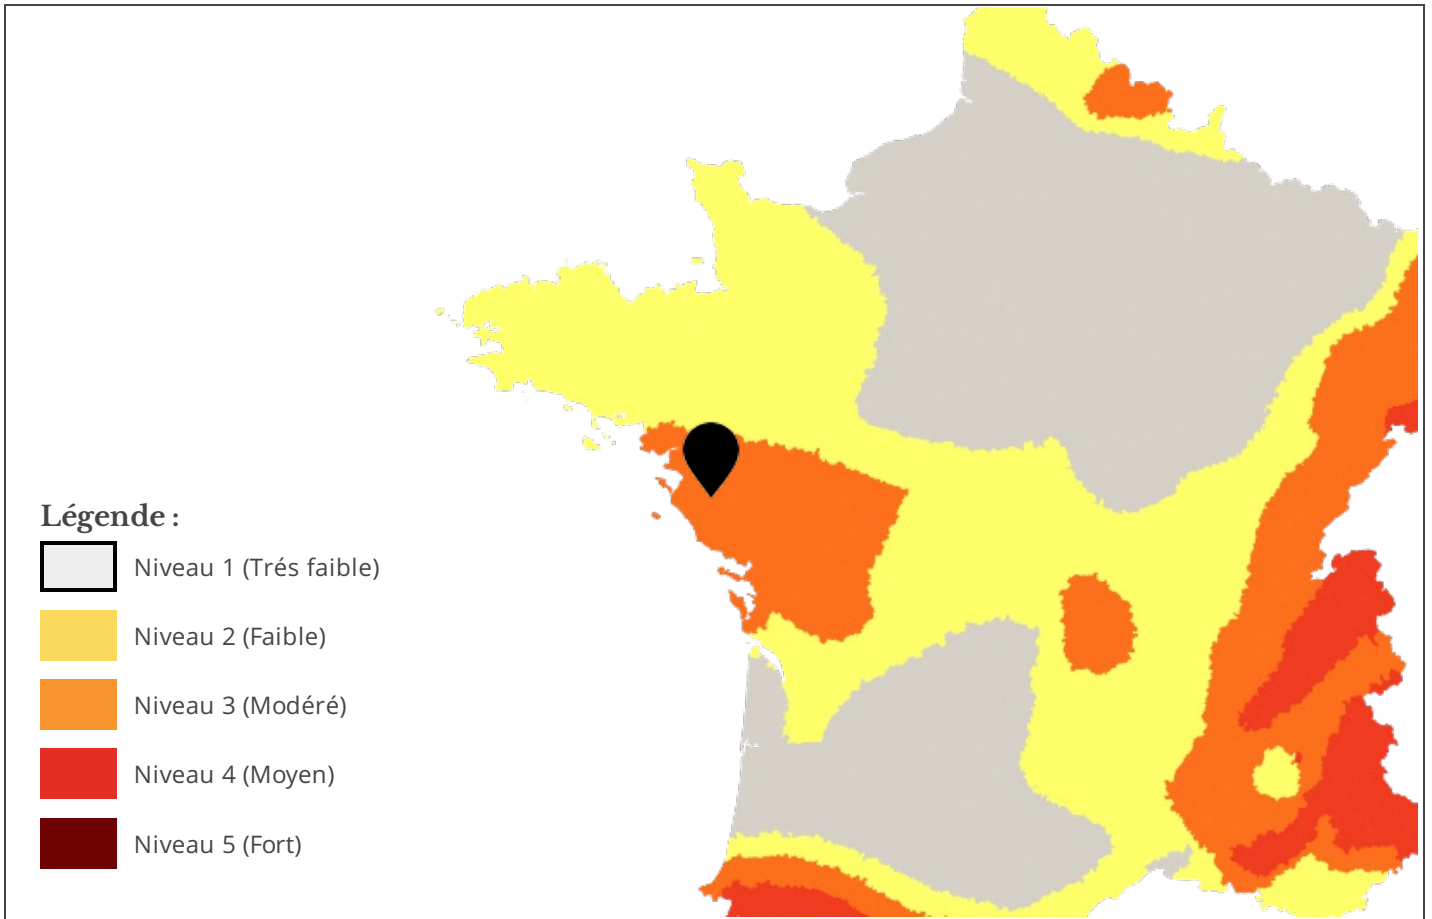 Légende :
Niveau 1 (Trés faible)
Niveau 2 (Faible)
Niveau 3 (Modéré)
Niveau 4 (Moyen)
Niveau 5 (Fort)